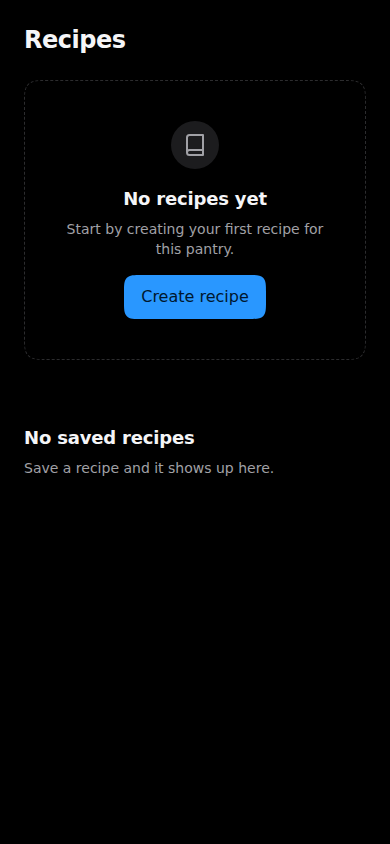 Recipes
No recipes yet
Start by creating your first recipe for
this pantry.
Create recipe
No saved recipes
Save a recipe and it shows up here.